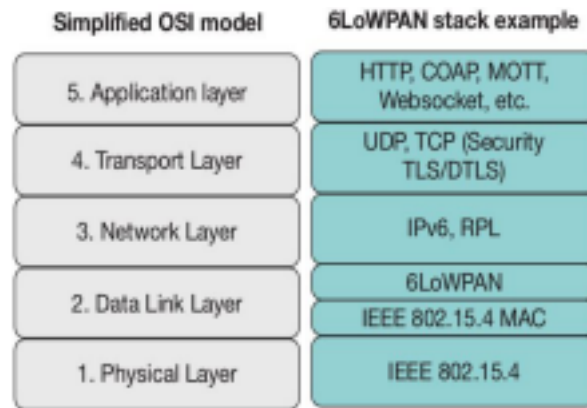 Simplified OSI model
6LoWPAN stack example
5. Application layer
HTTP, COAP, MOTT,
Websocket, etc.
4. Transport Layer
UDP, TCP (Security
TLS/DTLS)
3. Network Layer
IPv6, RPL
2. Data Link Layer
6LoWPAN
IEEE 802.15.4 MAC
1. Physical Layer
IEEE 802.15.4